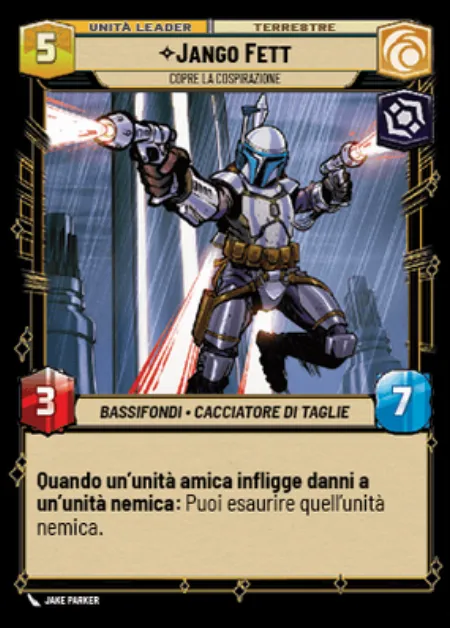 UNITÀ LEADER TERRESTRE
5
JANGO FETT
COPRE LA COSPIRAZIONE
3
BASSIFONDI • CACCIATORE DI TAGLIE
7
Quando un'unità amica infligge danni a
un'unità nemica: Puoi esaurire quell'unità
nemica.
JAKE PARKER